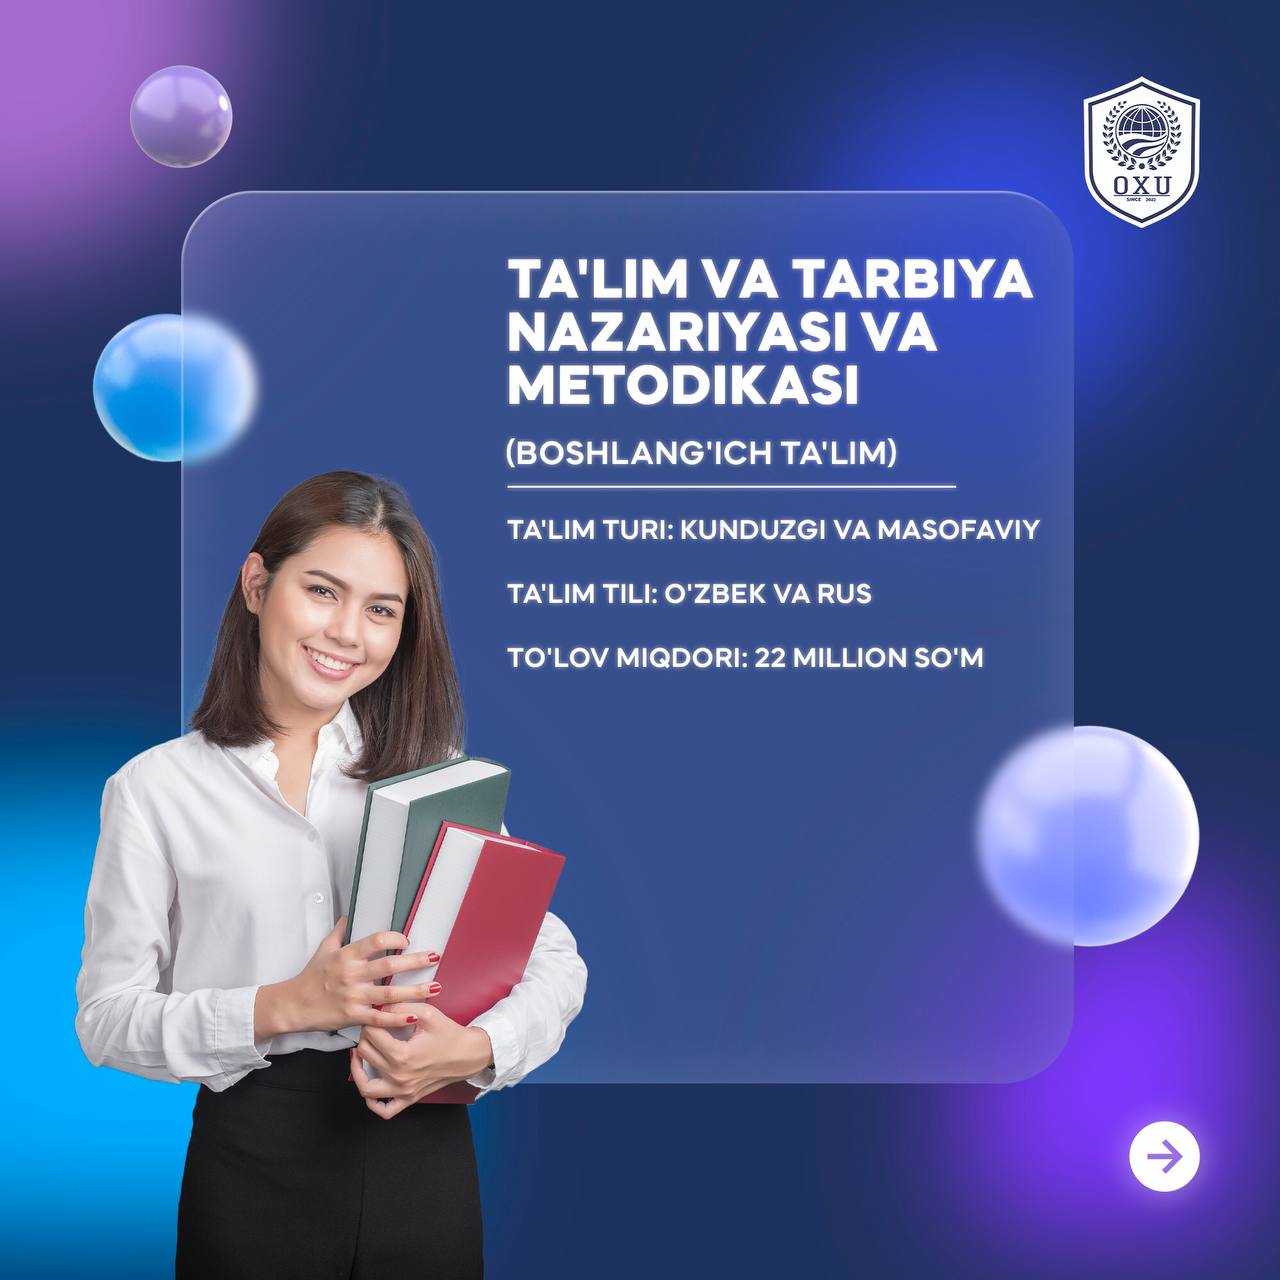 OXU
SINCE 2022
TA'LIM VA TARBIYA
NAZARIYASI VA
METODIKASI
(BOSHLANG'ICH TA'LIM)
TA'LIM TURI: KUNDUZGI VA MASOFAVIY
TA'LIM TILI: O'ZBEK VA RUS
TO'LOV MIQDORI: 22 MILLION SO'M